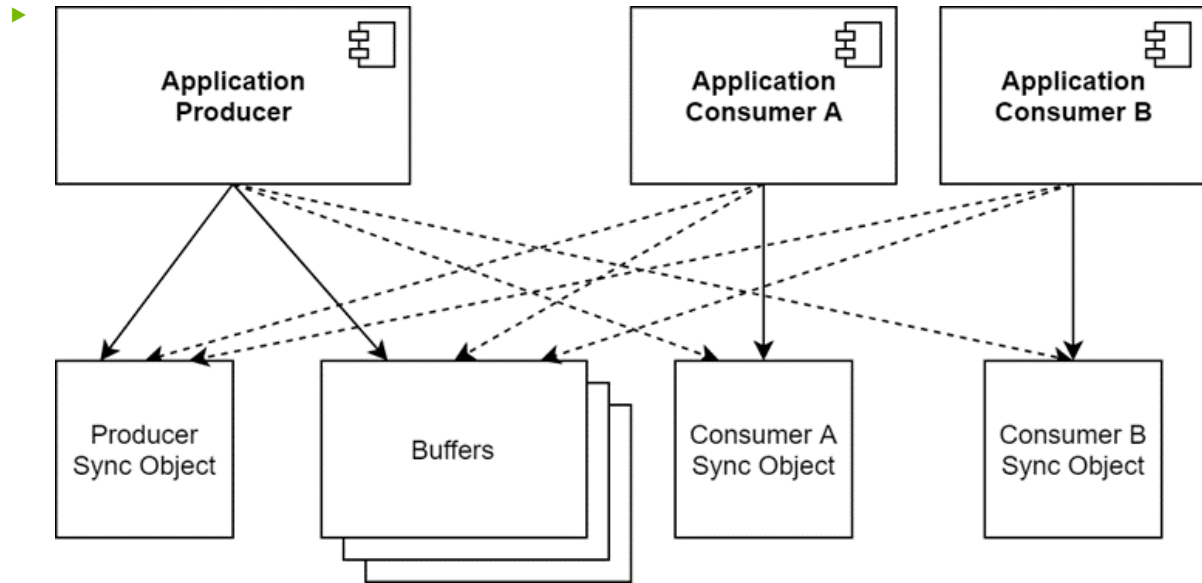 Application
Producer
Application
Consumer A
Application
Consumer B
Producer
Sync Object
Buffers
Consumer A
Sync Object
Consumer B
Sync Object